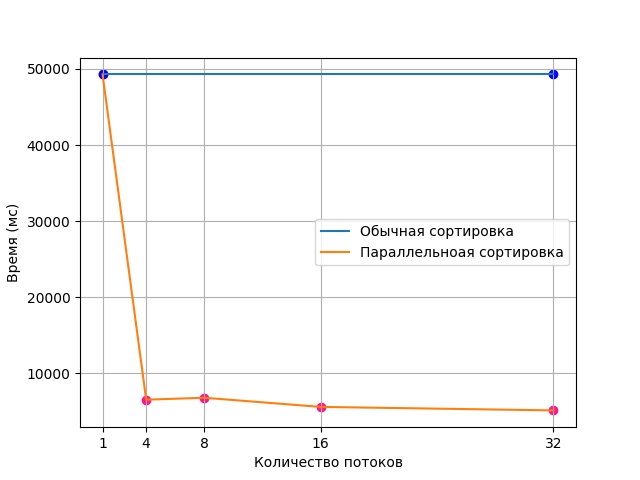 50000
40000
30000
20000
10000
Время (мс)
Обычная сортировка
Параллельноая сортировка
1 4 8 16 32
Количество потоков